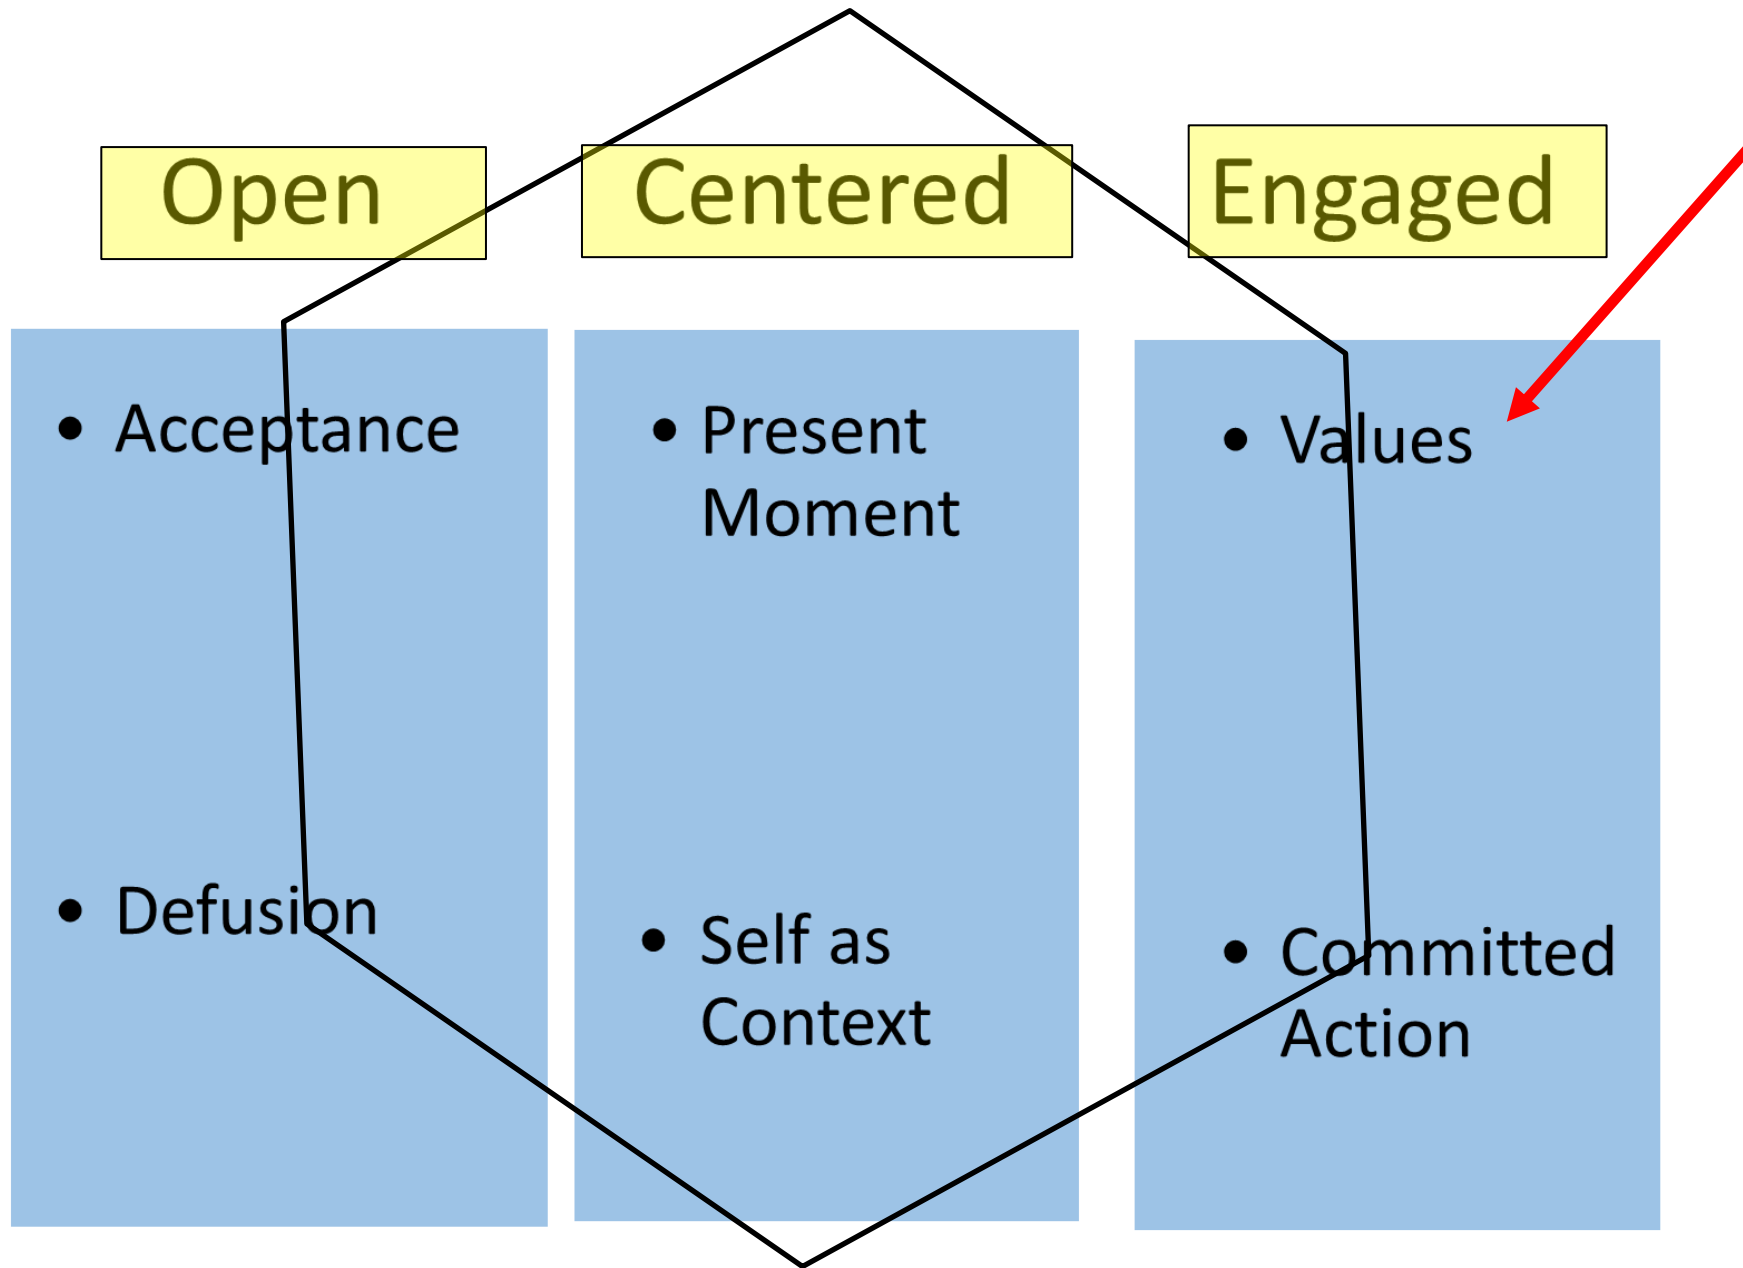 Open
Centered
Engaged
• Acceptance
• Defusion
• Present
Moment
• Self as
Context
• Values
• Committed
Action